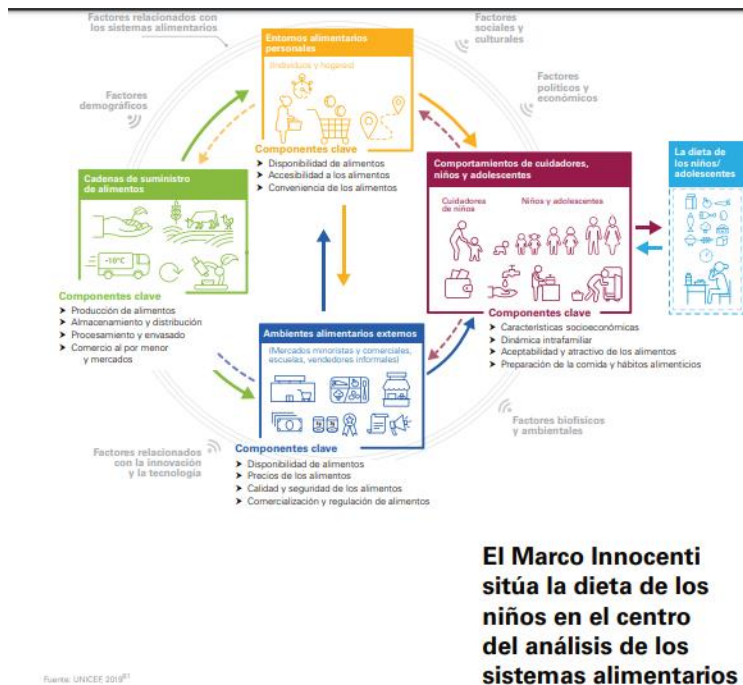 Factores relacionados con
los sistemas alimentarios
Factores
sociales y
culturales
Entornos alimentarios
personales
(Individuos y hogares)
Factores
demográficos
Factores
políticos y
económicos
Componentes clave
➤ Disponibilidad de alimentos
➤ Accesibilidad a los alimentos
➤ Conveniencia de los alimentos
Cadenas de suministro
de alimentos
-10°C
Componentes clave
➤ Producción de alimentos
➤ Almacenamiento y distribución
➤ Procesamiento y envasado
➤ Comercio al por menor
y mercados
Comportamientos de cuidadores,
niños y adolescentes
Cuidadores
de niños
Niños y adolescentes
Componentes clave
➤ Características socioeconómicas
➤ Dinámica intrafamiliar
➤ Aceptabilidad y atractivo de los alimentos
➤ Preparación de la comida y hábitos alimenticios
La dieta de
los niños/
adolescentes
Ambientes alimentarios externos
(Mercados minoristas y comerciales,
escuelas, vendedores informales)
Componentes clave
➤ Disponibilidad de alimentos
➤ Precios de los alimentos
➤ Calidad y seguridad de los alimentos
➤ Comercialización y regulación de alimentos
Factores relacionados
con la innovación
y la tecnología
Factores biofísicos
y ambientales
El Marco Innocenti
sitúa la dieta de los
niños en el centro
del análisis de los
sistemas alimentarios
Fuente: UNICEF, 2019⁶¹